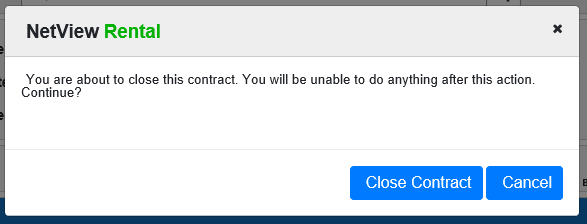 NetView Rental
You are about to close this contract. You will be unable to do anything after this action.
Continue?
Close Contract Cancel